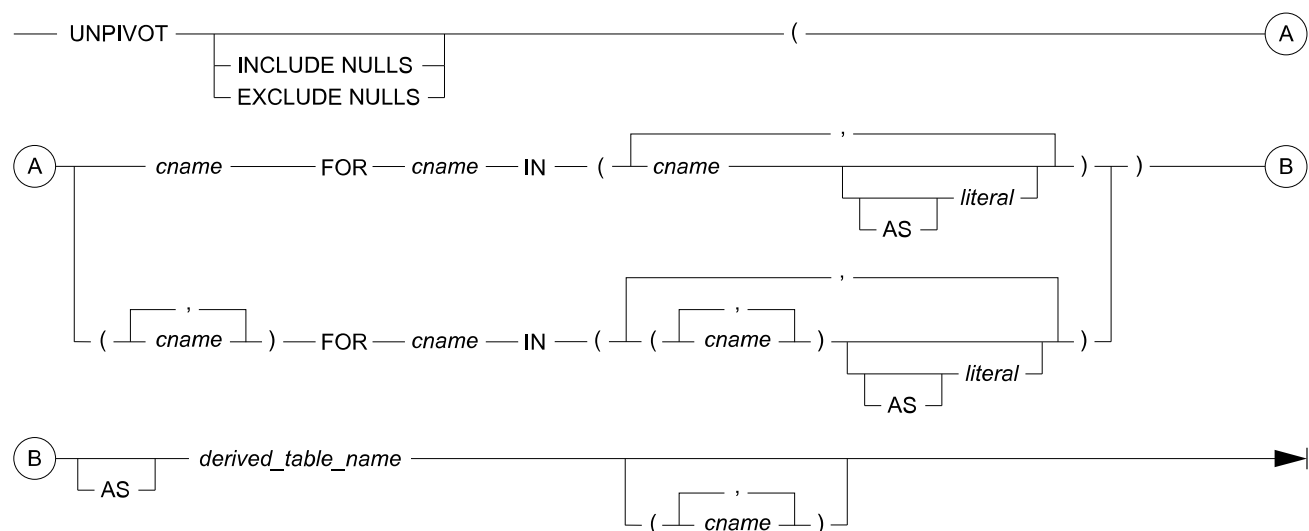 UNPIVOT ( A
INCLUDE NULLS
EXCLUDE NULLS
,
A cname FOR cname IN ( cname ) ) B
literal
AS
,
, ,
( cname ) FOR cname IN ( ( cname ) )
literal
AS
B derived_table_name
AS ,
( cname )